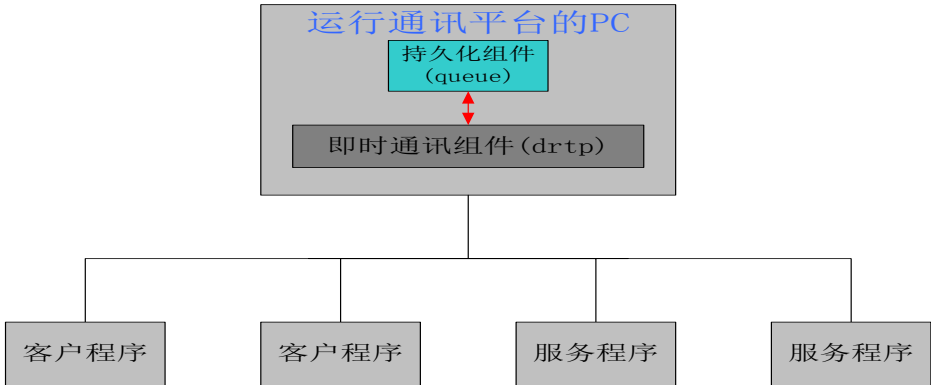 运行通讯平台的PC
持久化组件
(queue)
即时通讯组件(drtp)
客户程序
客户程序
服务程序
服务程序